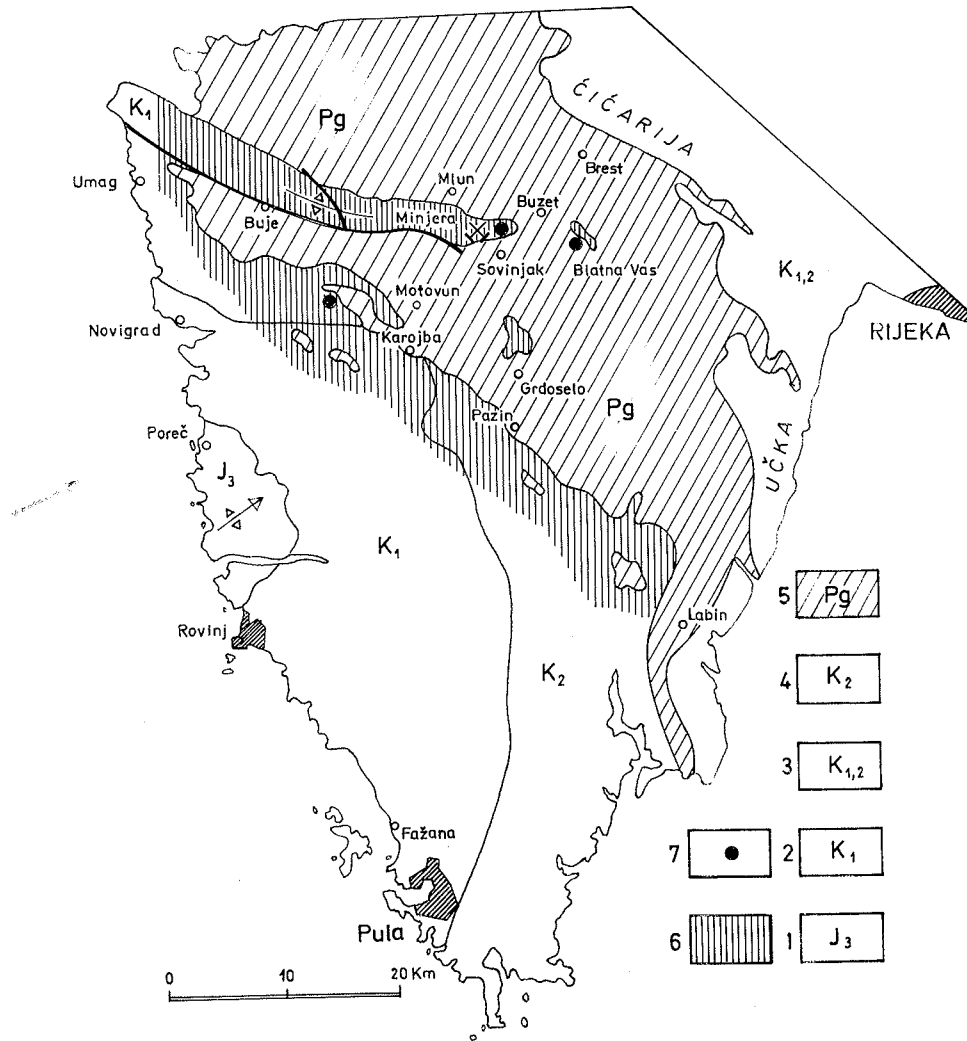 ĆIĆARIJA
K₁
Pg
Brest
Umag
Mlun
Buzet
Buje
Minjera
Sovinjak
Blatna Vas
K₁,₂
Motovun
Novigrad
RIJEKA
Karojba
Grdoselo
Pg
Pazin
Poreč
UČKA
J₃
K₁
5 Pg
Labin
Rovinj
K₂
4 K₂
3 K₁,₂
Fažana
7 2 K₁
Pula
6 1 J₃
0 10 20 Km